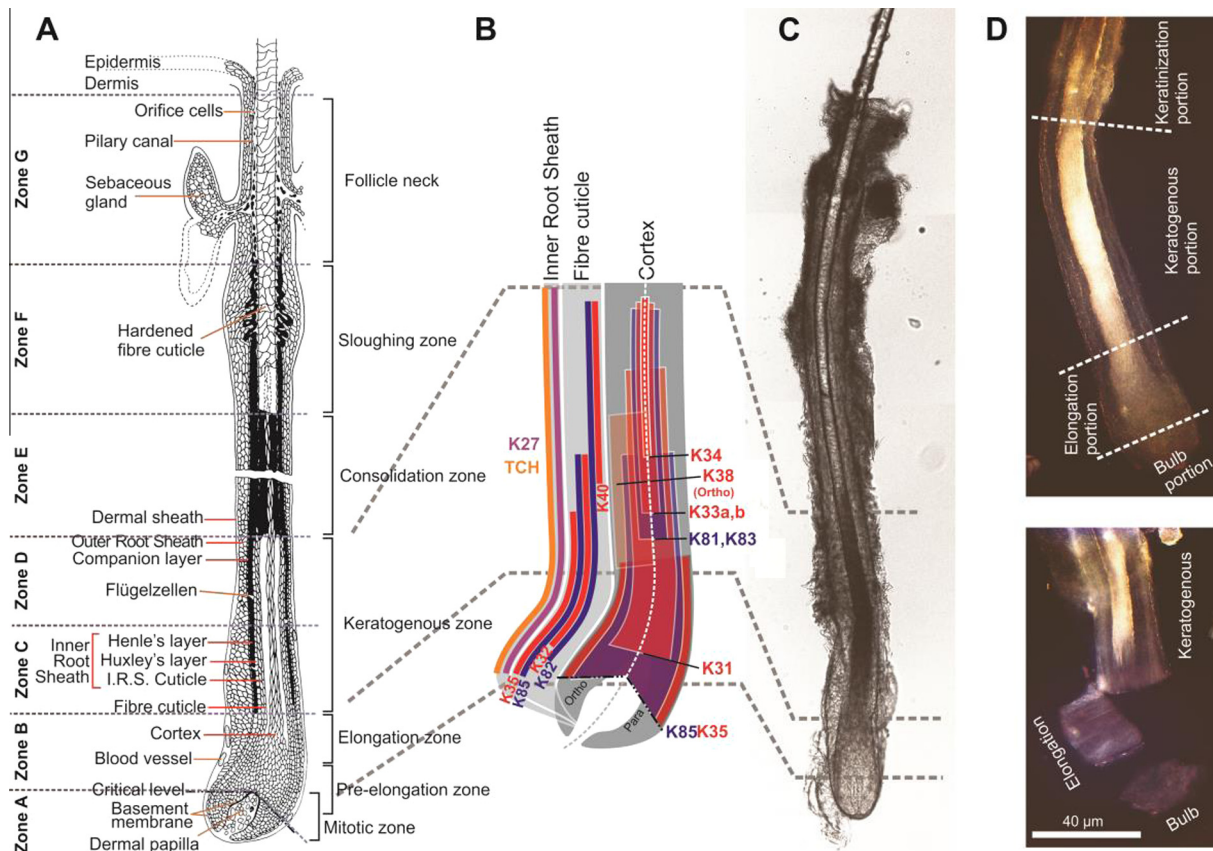 A
B
C
D
Epidermis
Dermis
Orifice cells
Pilary canal
Sebaceous
gland
Hardened
fibre cuticle
Dermal sheath
Outer Root Sheath
Companion layer
Flügelzellen
Henle's layer
Inner
Root
Sheath
Huxley's layer
I.R.S. Cuticle
Fibre cuticle
Cortex
Blood vessel
Critical level
Basement
membrane
Dermal papilla
Zone G
Zone F
Zone E
Zone D
Zone C
Zone B
Zone A
Follicle neck
Sloughing zone
Consolidation zone
Keratogenous zone
Elongation zone
Pre-elongation zone
Mitotic zone
Inner Root Sheath
Fibre cuticle
Cortex
K27
TCH
K40
K34
K38
(Ortho)
K33a,b
K81,K83
K31
K35
K85
K32
K82
Ortho
Para
K85K35
Keratinization
portion
Keratogenous
portion
Elongation
portion
Bulb
portion
Keratogenous
Elongation
Bulb
40 μm